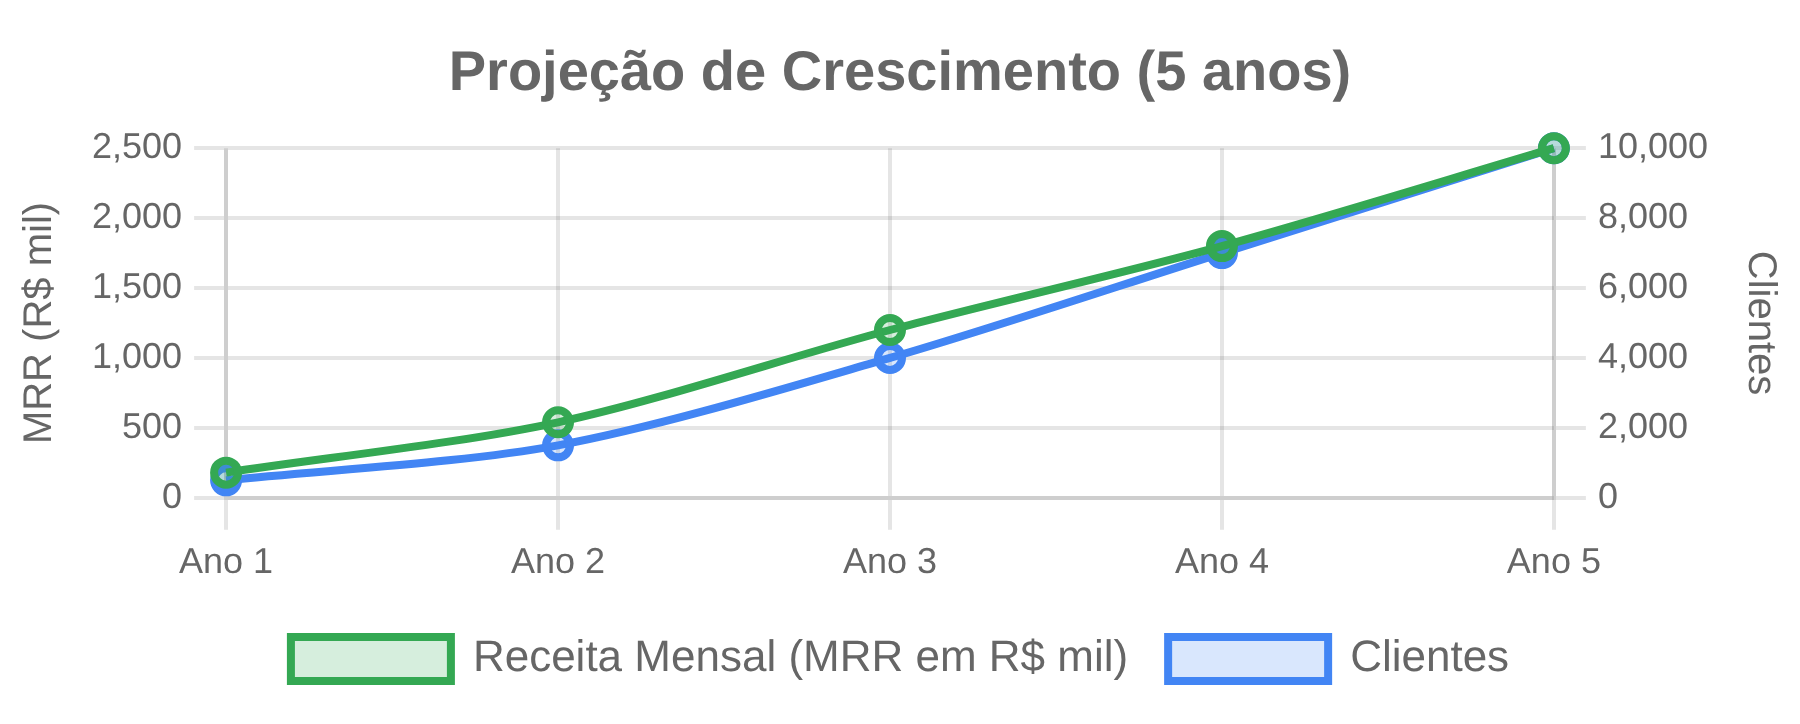 Projeção de Crescimento (5 anos)
2,500
2,000
1,500
1,000
500
0
MRR (R$ mil)
10,000
8,000
6,000
4,000
2,000
0
Clientes
Ano 1
Ano 2
Ano 3
Ano 4
Ano 5
Receita Mensal (MRR em R$ mil)
Clientes